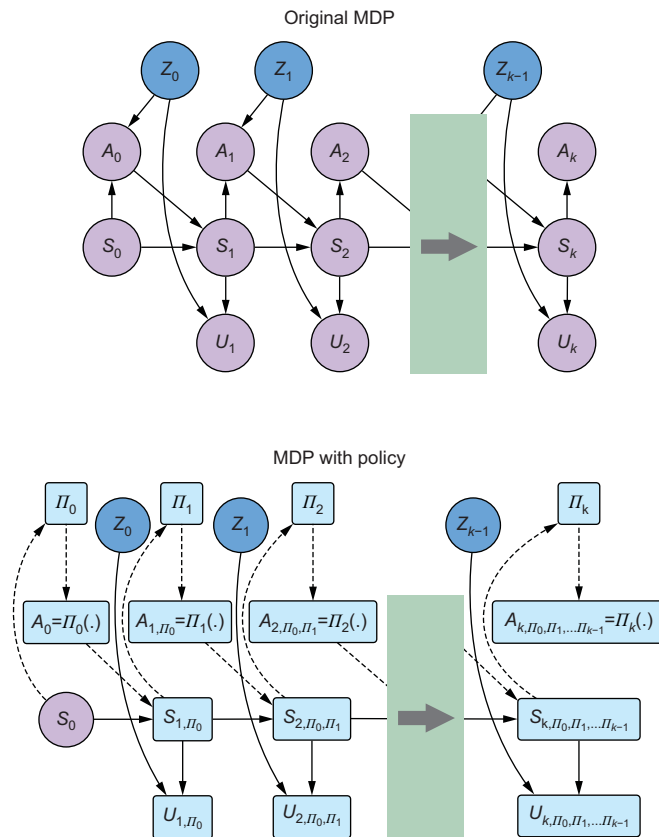 Original MDP
Z₀ Z₁ Zₖ₋₁
A₀ A₁ A₂ Aₖ
S₀ S₁ S₂ Sₖ
U₁ U₂ Uₖ
MDP with policy
Π₀ Π₁ Π₂ Πₖ
Z₀ Z₁ Zₖ₋₁
A₀=Π₀(.) A₁,Π₀=Π₁(.) A₂,Π₀,Π₁=Π₂(.) Aₖ,Π₀,Π₁,...Πₖ₋₁=Πₖ(.)
S₀ S₁,Π₀ S₂,Π₀,Π₁ Sₖ,Π₀,Π₁,...Πₖ₋₁
U₁,Π₀ U₂,Π₀,Π₁ Uₖ,Π₀,Π₁,...Πₖ₋₁